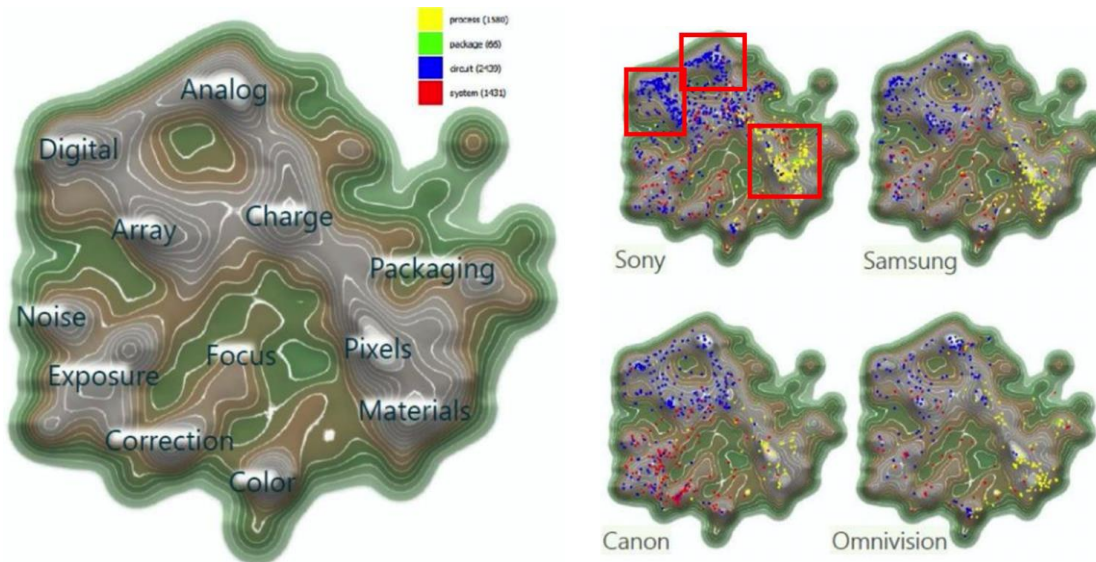 process (1580)
package (66)
circuit (2439)
system (1431)
Analog
Digital
Array
Charge
Packaging
Noise
Focus
Pixels
Exposure
Materials
Correction
Color
Sony
Samsung
Canon
Omnivision